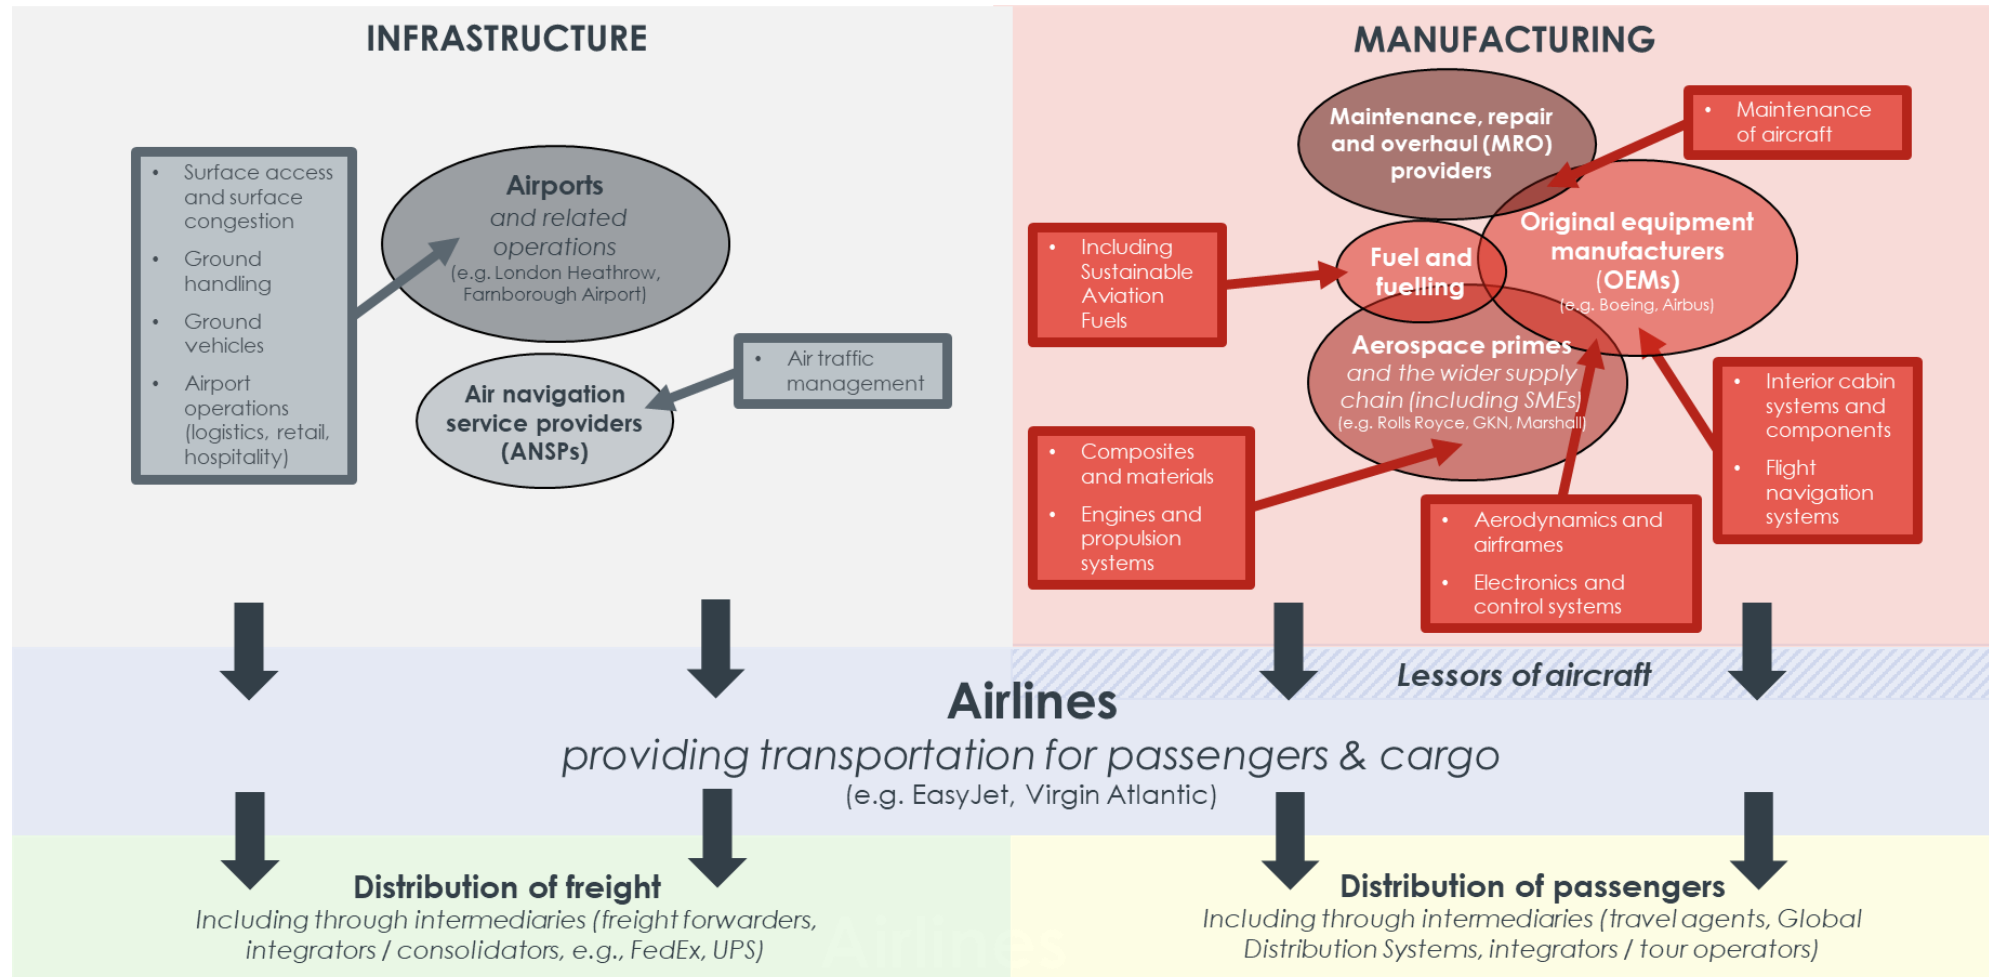 INFRASTRUCTURE
• Surface access
and surface
congestion
• Ground
handling
• Ground
vehicles
• Airport
operations
(logistics, retail,
hospitality)
Airports
and related
operations
(e.g. London Heathrow,
Farnborough Airport)
• Air traffic
management
Air navigation
service providers
(ANSPs)
MANUFACTURING
Maintenance, repair
and overhaul (MRO)
providers
• Maintenance
of aircraft
• Including
Sustainable
Aviation
Fuels
Fuel and
fuelling
Original equipment
manufacturers
(OEMs)
(e.g. Boeing, Airbus)
Aerospace primes
and the wider supply
chain (including SMEs)
(e.g. Rolls Royce, GKN, Marshall)
• Composites
and materials
• Engines and
propulsion
systems
• Aerodynamics and
airframes
• Electronics and
control systems
• Interior cabin
systems and
components
• Flight
navigation
systems
Lessors of aircraft
Airlines
providing transportation for passengers & cargo
(e.g. EasyJet, Virgin Atlantic)
Distribution of freight
Including through intermediaries (freight forwarders,
integrators / consolidators, e.g., FedEx, UPS)
Airlines
Distribution of passengers
Including through intermediaries (travel agents, Global
Distribution Systems, integrators / tour operators)